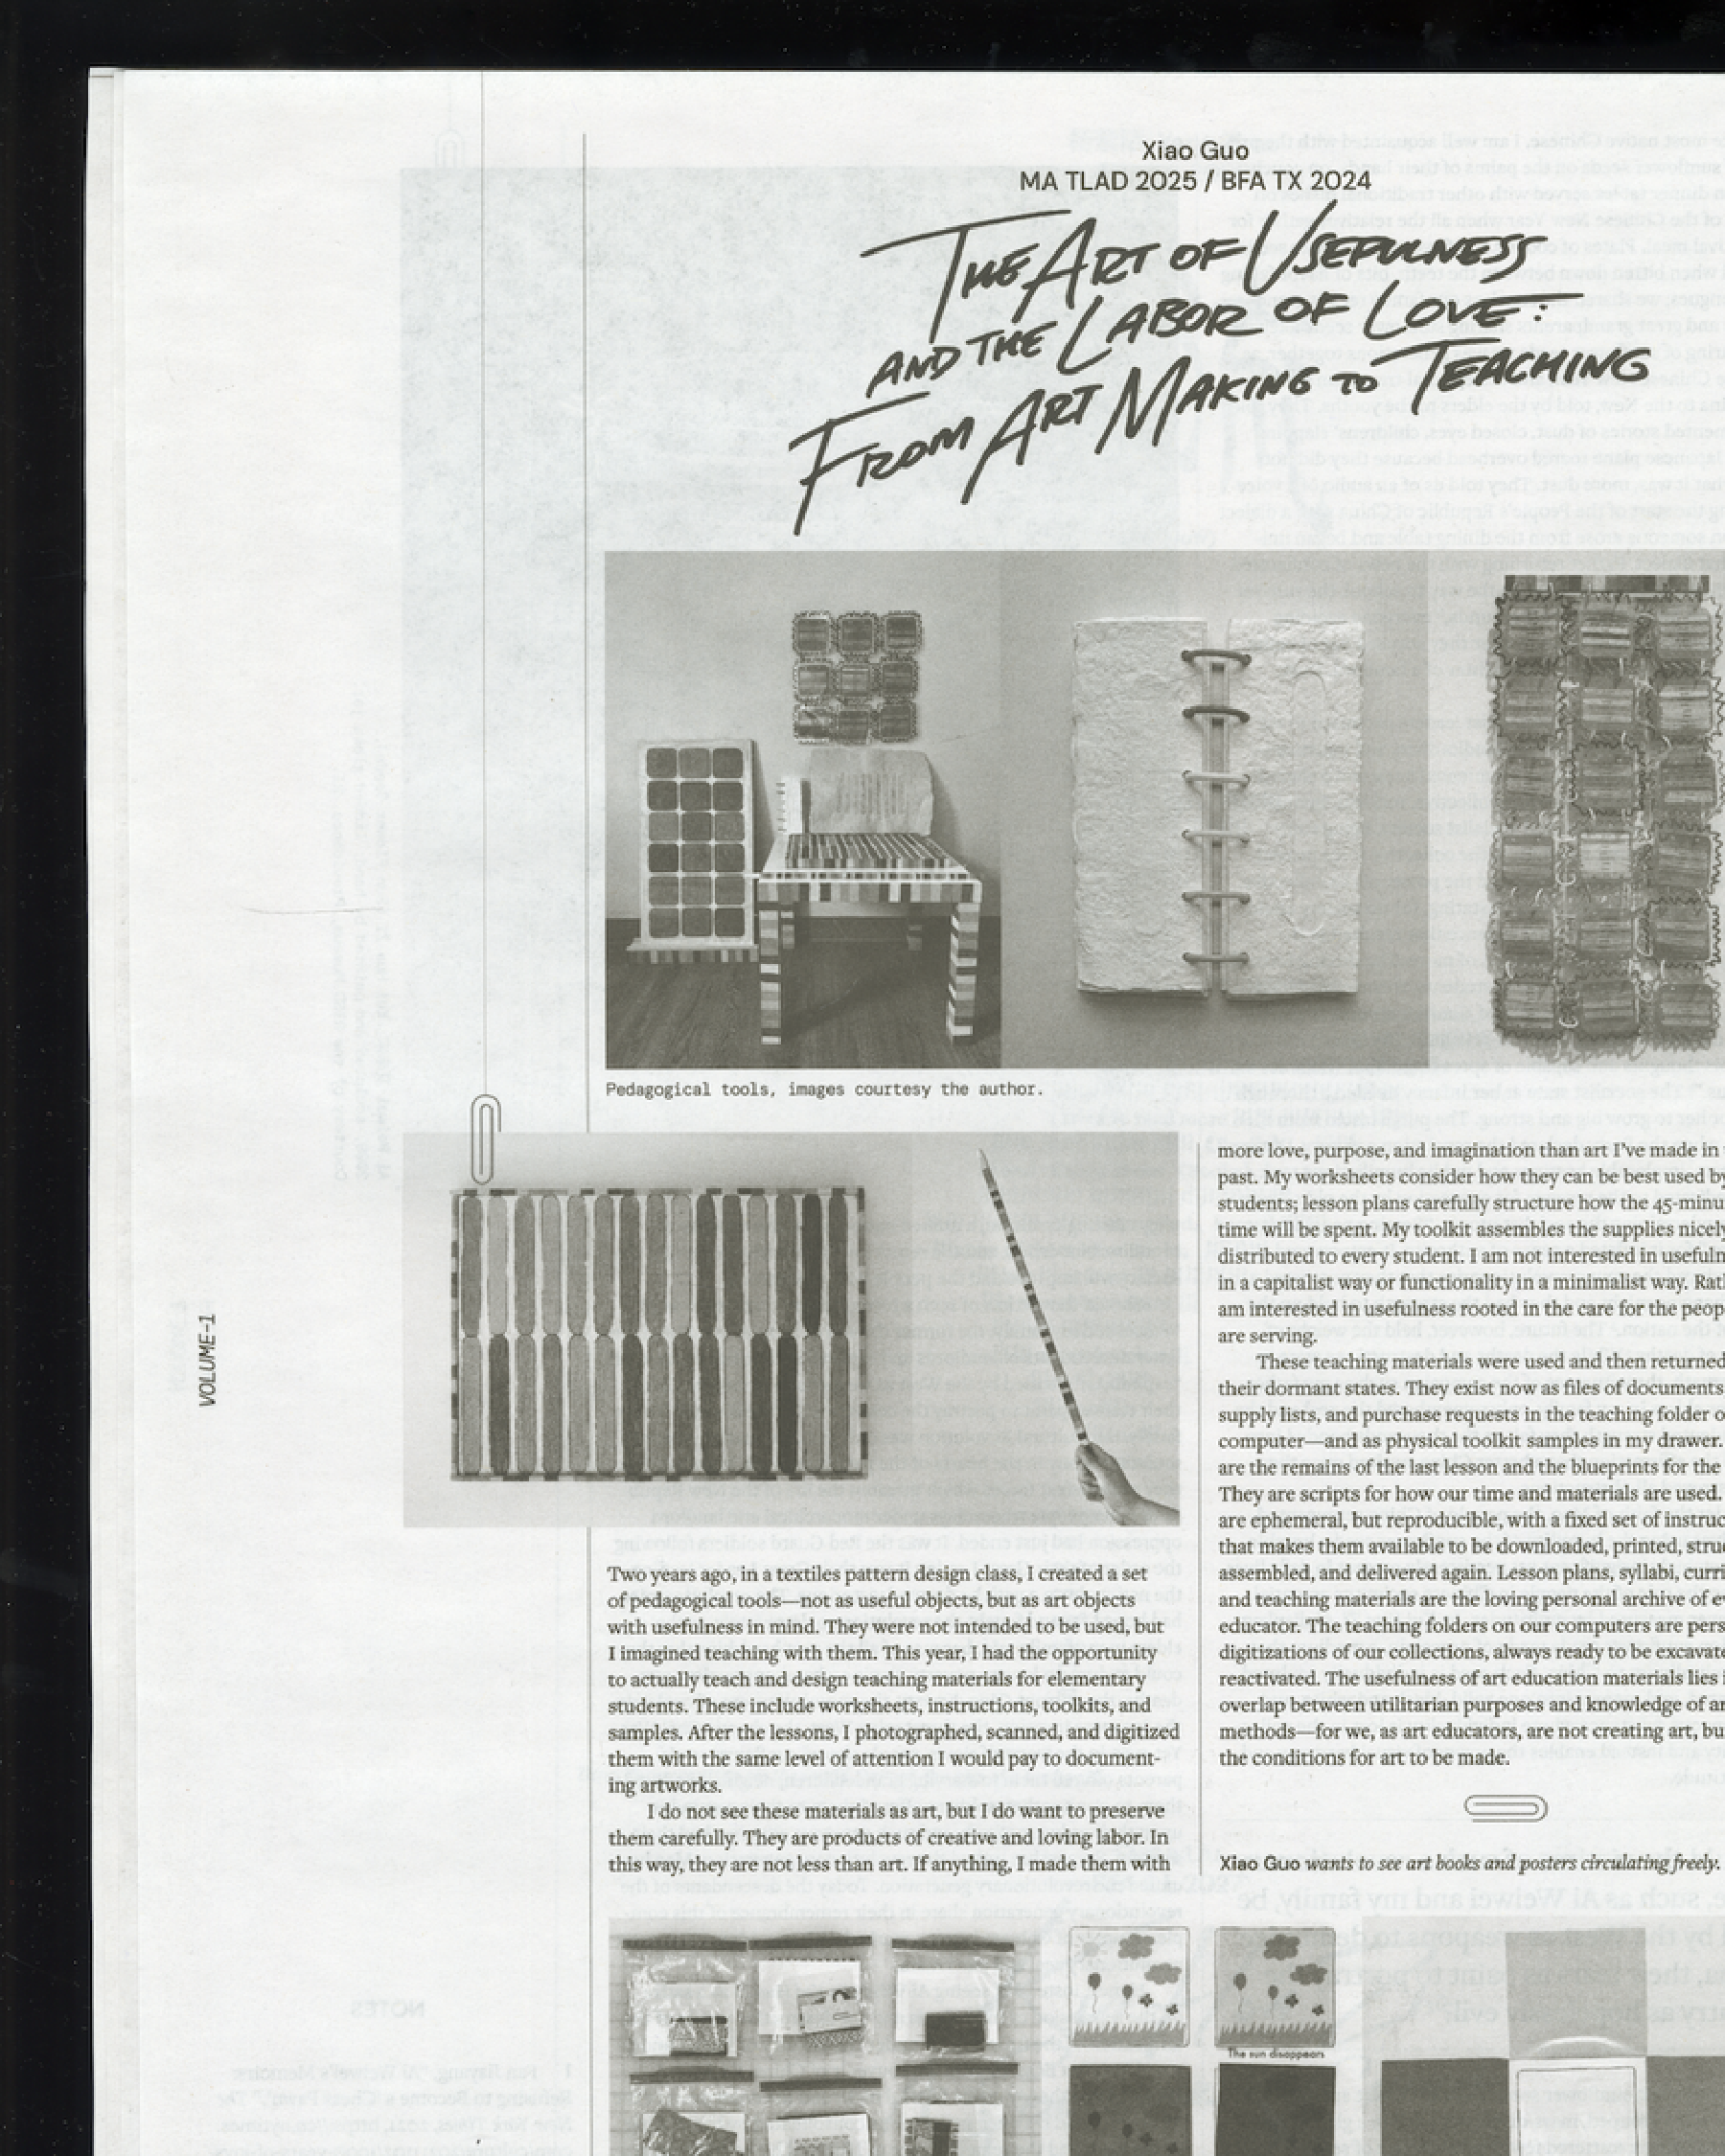 Xiao Guo
MA TLAD 2025 / BFA TX 2024
THE ART OF USEFULNESS
AND THE LABOR OF LOVE:
FROM ART MAKING TO TEACHING
Pedagogical tools, images courtesy the author.
VOLUME-1
Two years ago, in a textiles pattern design class, I created a set
of pedagogical tools—not as useful objects, but as art objects
with usefulness in mind. They were not intended to be used, but
I imagined teaching with them. This year, I had the opportunity
to actually teach and design teaching materials for elementary
students. These include worksheets, instructions, toolkits, and
samples. After the lessons, I photographed, scanned, and digitized
them with the same level of attention I would pay to document-
ing artworks.
I do not see these materials as art, but I do want to preserve
them carefully. They are products of creative and loving labor. In
this way, they are not less than art. If anything, I made them with
more love, purpose, and imagination than art I've made in
past. My worksheets consider how they can be best used by
students; lesson plans carefully structure how the 45-minu
time will be spent. My toolkit assembles the supplies nicely
distributed to every student. I am not interested in usefuln
in a capitalist way or functionality in a minimalist way. Rat
am interested in usefulness rooted in the care for the peop
are serving.
These teaching materials were used and then returned
their dormant states. They exist now as files of documents,
supply lists, and purchase requests in the teaching folder o
computer—and as physical toolkit samples in my drawer.
are the remains of the last lesson and the blueprints for the
They are scripts for how our time and materials are used.
are ephemeral, but reproducible, with a fixed set of instruc
that makes them available to be downloaded, printed, stru
assembled, and delivered again. Lesson plans, syllabi, curri
and teaching materials are the loving personal archive of ev
educator. The teaching folders on our computers are pers
digitizations of our collections, always ready to be excavate
reactivated. The usefulness of art education materials lies i
overlap between utilitarian purposes and knowledge of ar
methods—for we, as art educators, are not creating art, bu
the conditions for art to be made.
Xiao Guo wants to see art books and posters circulating freely.
The sun disappears